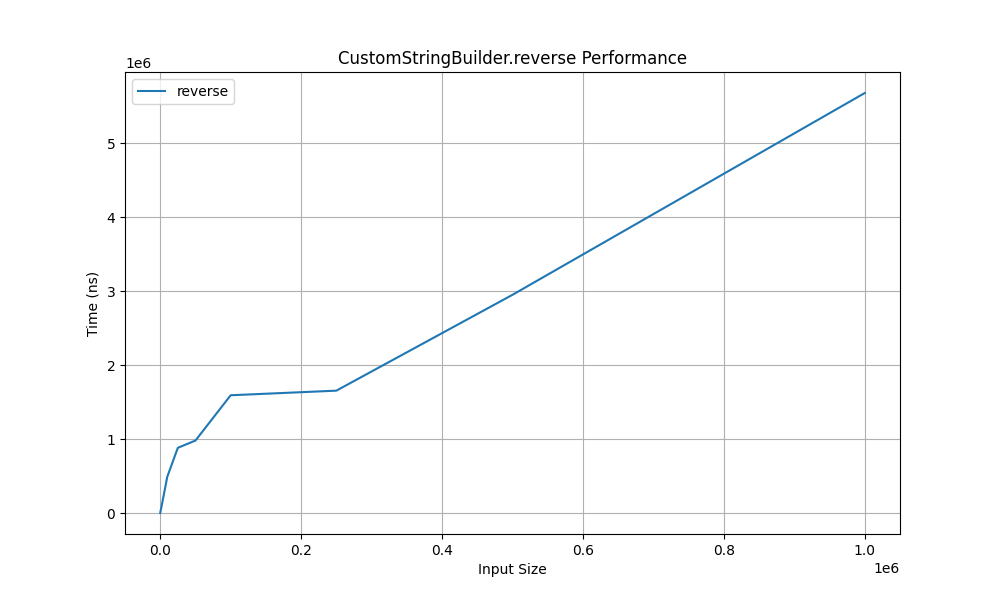 CustomStringBuilder.reverse Performance
1e6
reverse
5
4
3
2
1
0
Time (ns)
0.0 0.2 0.4 0.6 0.8 1.0
Input Size
1e6